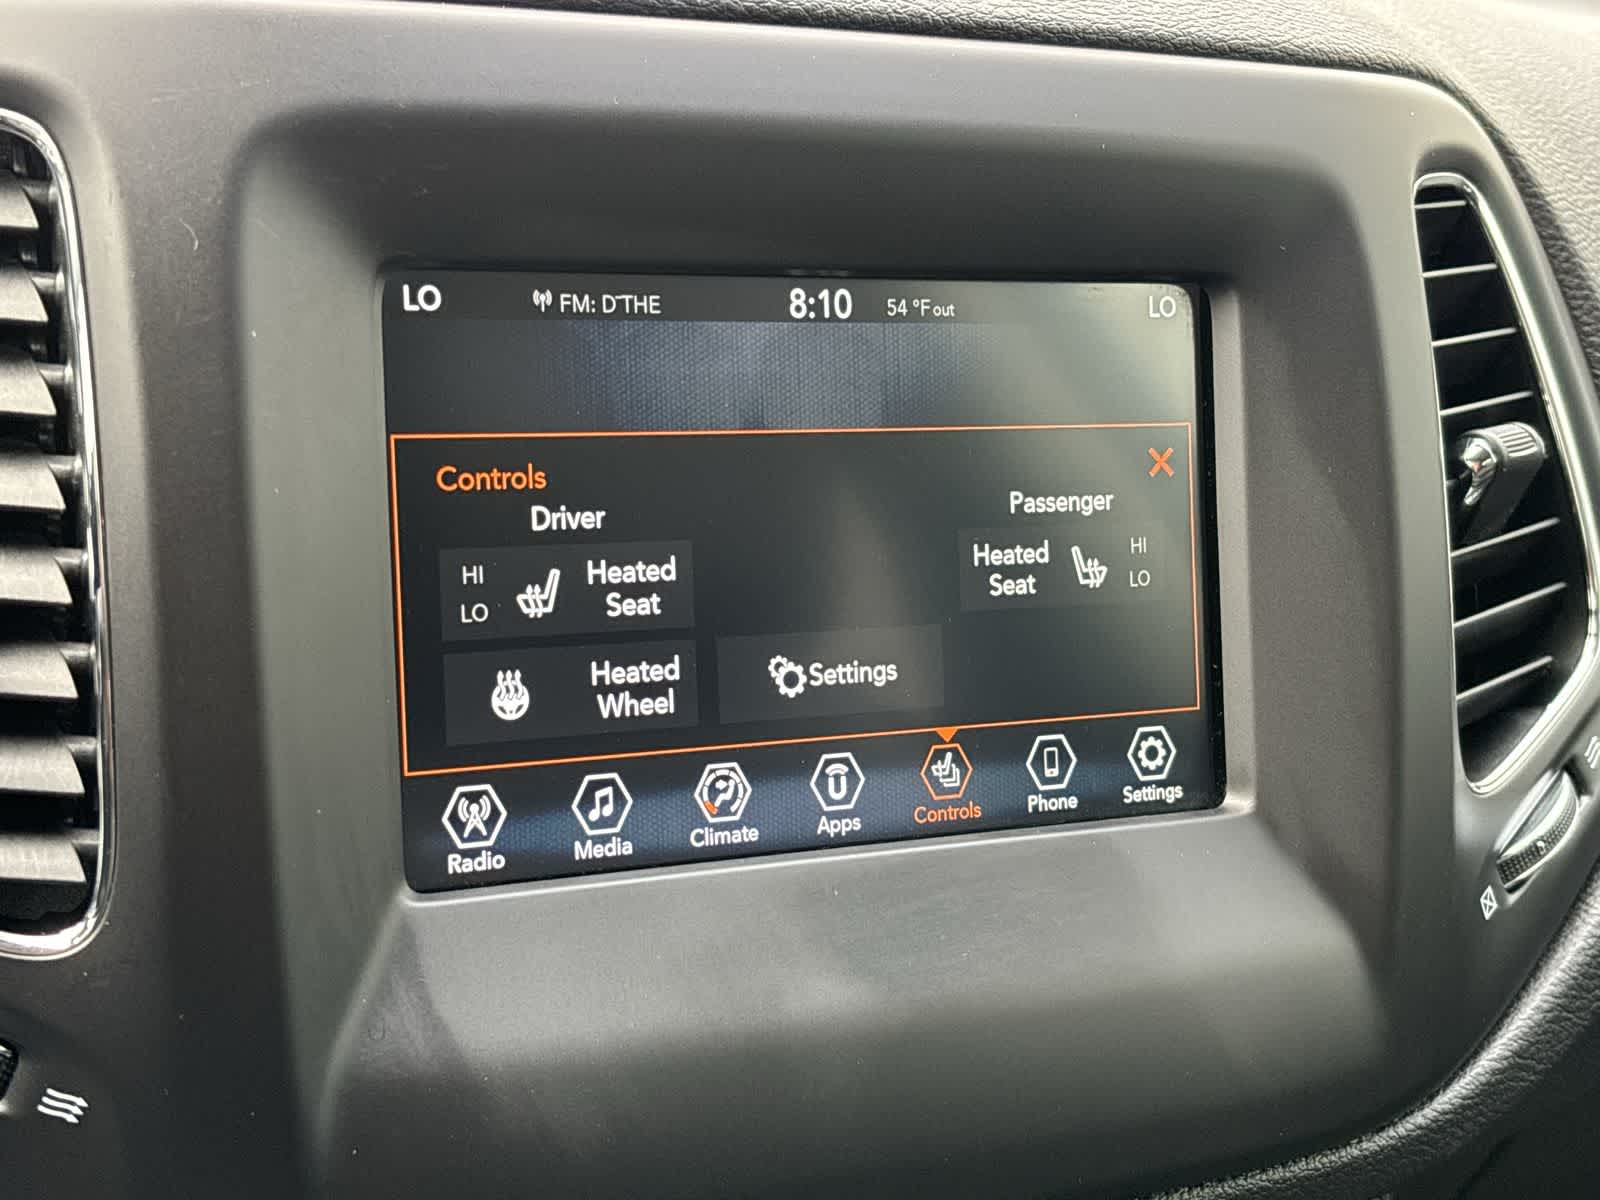 LO FM: D'THE 8:10 54 °F out LO
Controls
Driver
Passenger
HI
LO
Heated
Seat
Heated
Seat
HI
LO
Heated
Wheel
Settings
Radio Media Climate Apps Controls Phone Settings